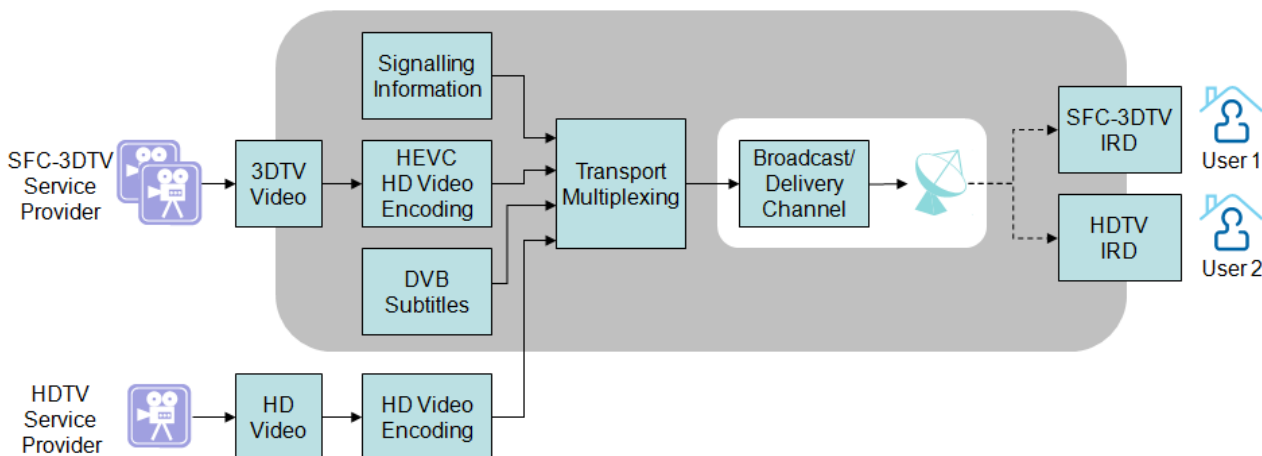 Signalling
Information
SFC-3DTV
Service
Provider
3DTV
Video
HEVC
HD Video
Encoding
DVB
Subtitles
Transport
Multiplexing
Broadcast/
Delivery
Channel
SFC-3DTV
IRD
User 1
HDTV
IRD
User 2
HDTV
Service
Provider
HD
Video
HD Video
Encoding